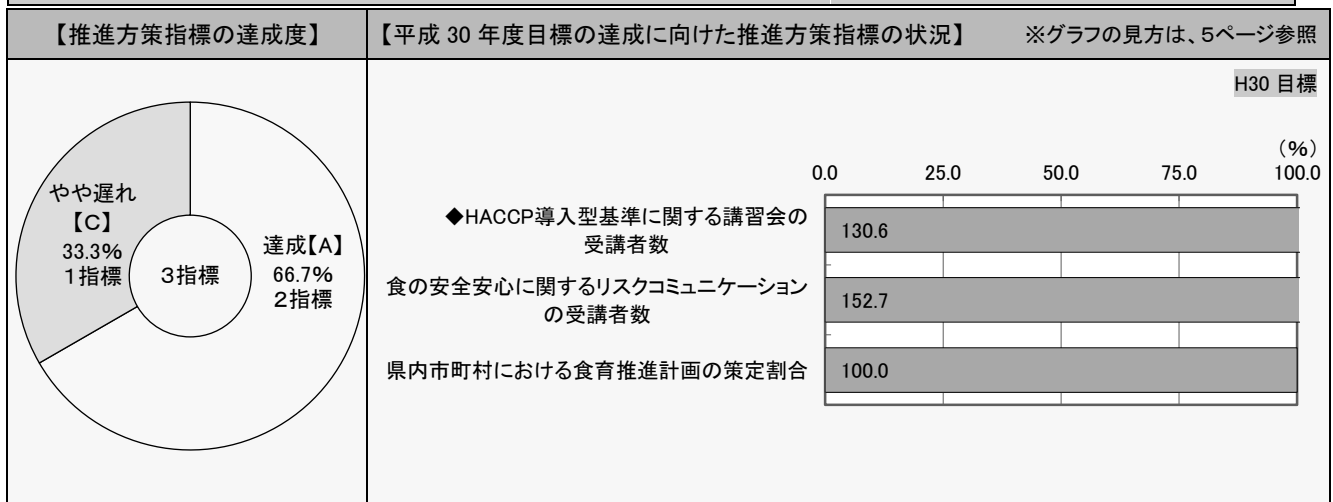 【推進方策指標の達成度】
【平成 30 年度目標の達成に向けた推進方策指標の状況】 ※グラフの見方は、5ページ参照
やや遅れ
【C】
33.3%
1指標
3指標
達成【A】
66.7%
2指標
H30 目標
(%)
0.0 25.0 50.0 75.0 100.0
◆HACCP導入型基準に関する講習会の
受講者数
130.6
食の安全安心に関するリスクコミュニケーション
の受講者数
152.7
県内市町村における食育推進計画の策定割合
100.0